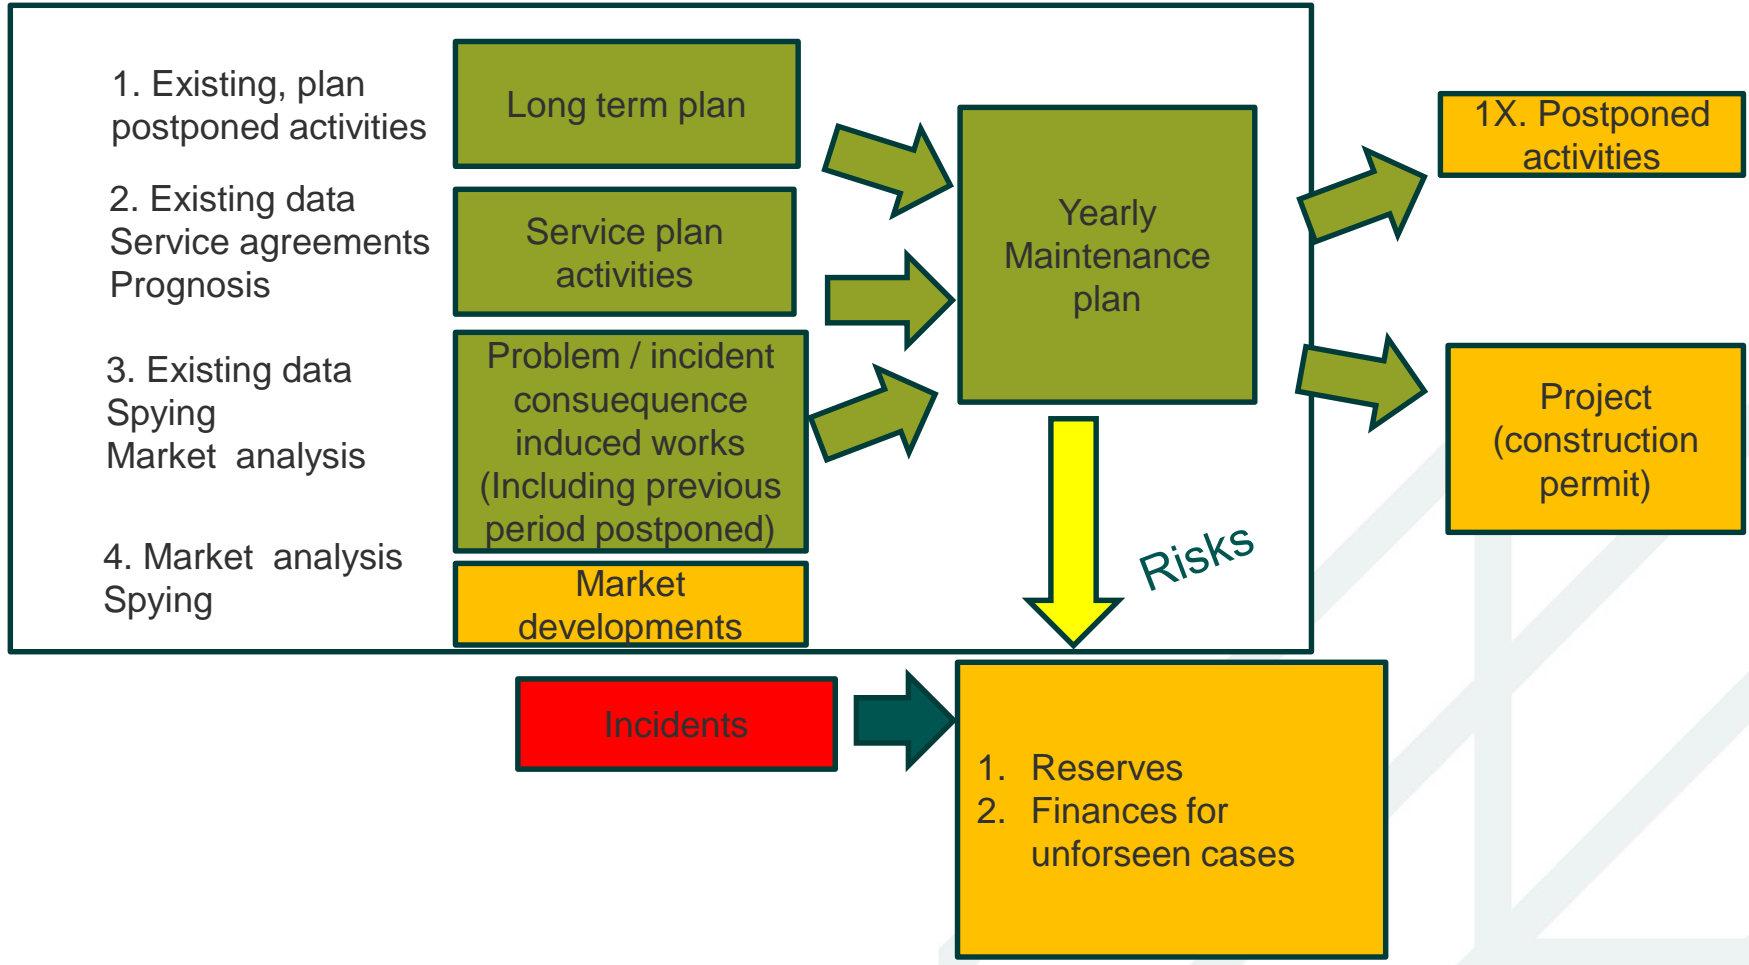 1. Existing, plan
postponed activities
Long term plan
2. Existing data
Service agreements
Prognosis
Service plan
activities
3. Existing data
Spying
Market  analysis
Problem / incident
consuequence
induced works
(Including previous
period postponed)
4. Market  analysis
Spying
Market
developments
Yearly
Maintenance
plan
1X. Postponed
activities
Project
(construction
permit)
Risks
Incidents
1. Reserves
2. Finances for
unforseen cases